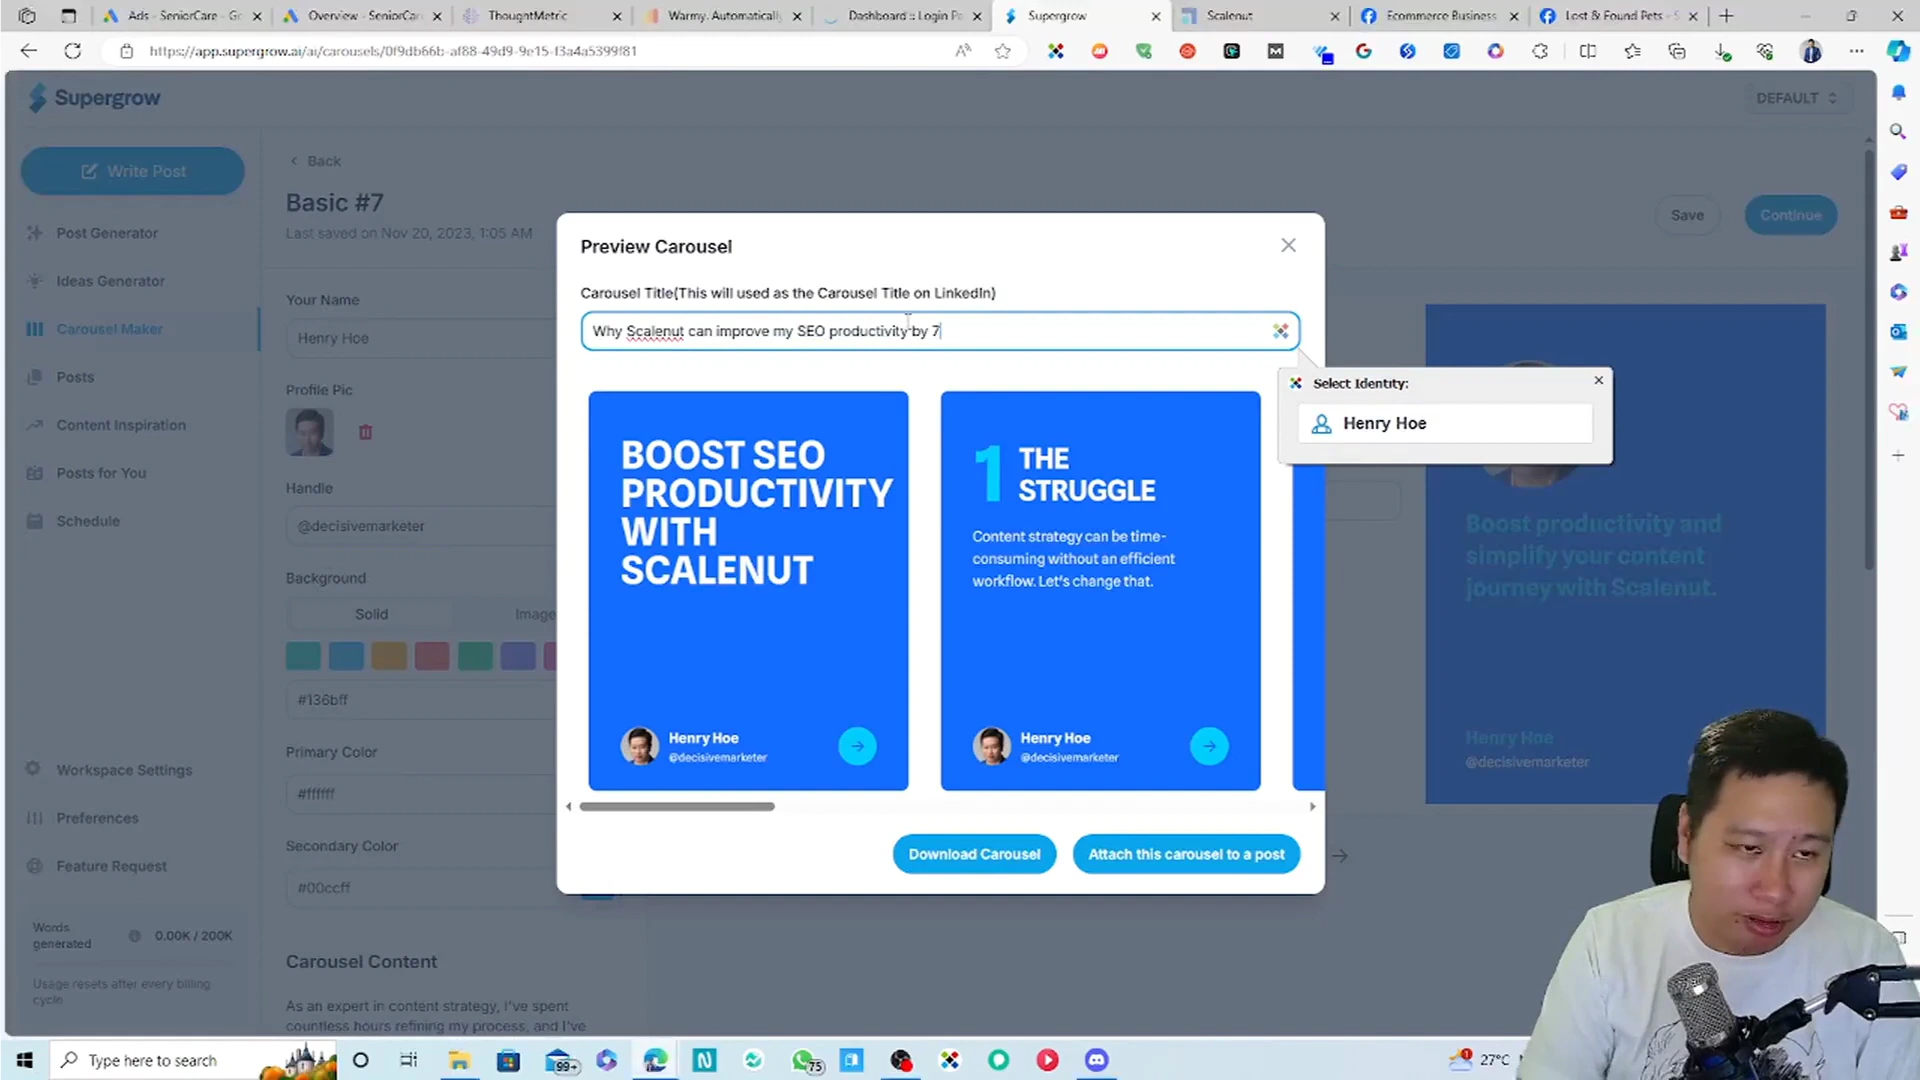 Ads - SeniorCare - Go
Overview - SeniorCar
ThoughtMetric
Warmy. Automatically
Dashboard :: Login P
Supergrow
Scalenut
Ecommerce Business
Lost & Found Pets - S
https://app.supergrow.ai/ai/carousels/0f9db66b-af88-49d9-9e15-f3a4a5399f81
Supergrow
DEFAULT
Write Post
Post Generator
Ideas Generator
Carousel Maker
Posts
Content Inspiration
Posts for You
Schedule
Workspace Settings
Preferences
Feature Request
Words generated
0.00K / 200K
Usage resets after every billing
cycle
Back
Basic #7
Last saved on Nov 20, 2023, 1:05 AM
Save
Continue
Your Name
Henry Hoe
Profile Pic
Handle
@decisivemarketer
Background
Solid
Image
#136bff
Primary Color
#ffffff
Secondary Color
#00ccff
Carousel Content
As an expert in content strategy, I've spent
countless hours refining my process, and I've
Preview Carousel
Carousel Title(This will used as the Carousel Title on LinkedIn)
Why Scalenut can improve my SEO productivity by 7
Select Identity:
Henry Hoe
BOOST SEO
PRODUCTIVITY
WITH
SCALENUT
Henry Hoe
@decisivemarketer
1 THE
STRUGGLE
Content strategy can be time-
consuming without an efficient
workflow. Let's change that.
Henry Hoe
@decisivemarketer
Download Carousel
Attach this carousel to a post
Boost productivity and
simplify your content
journey with Scalenut.
Henry Hoe
@decisivemarketer
Type here to search
99+
75
1
27°C